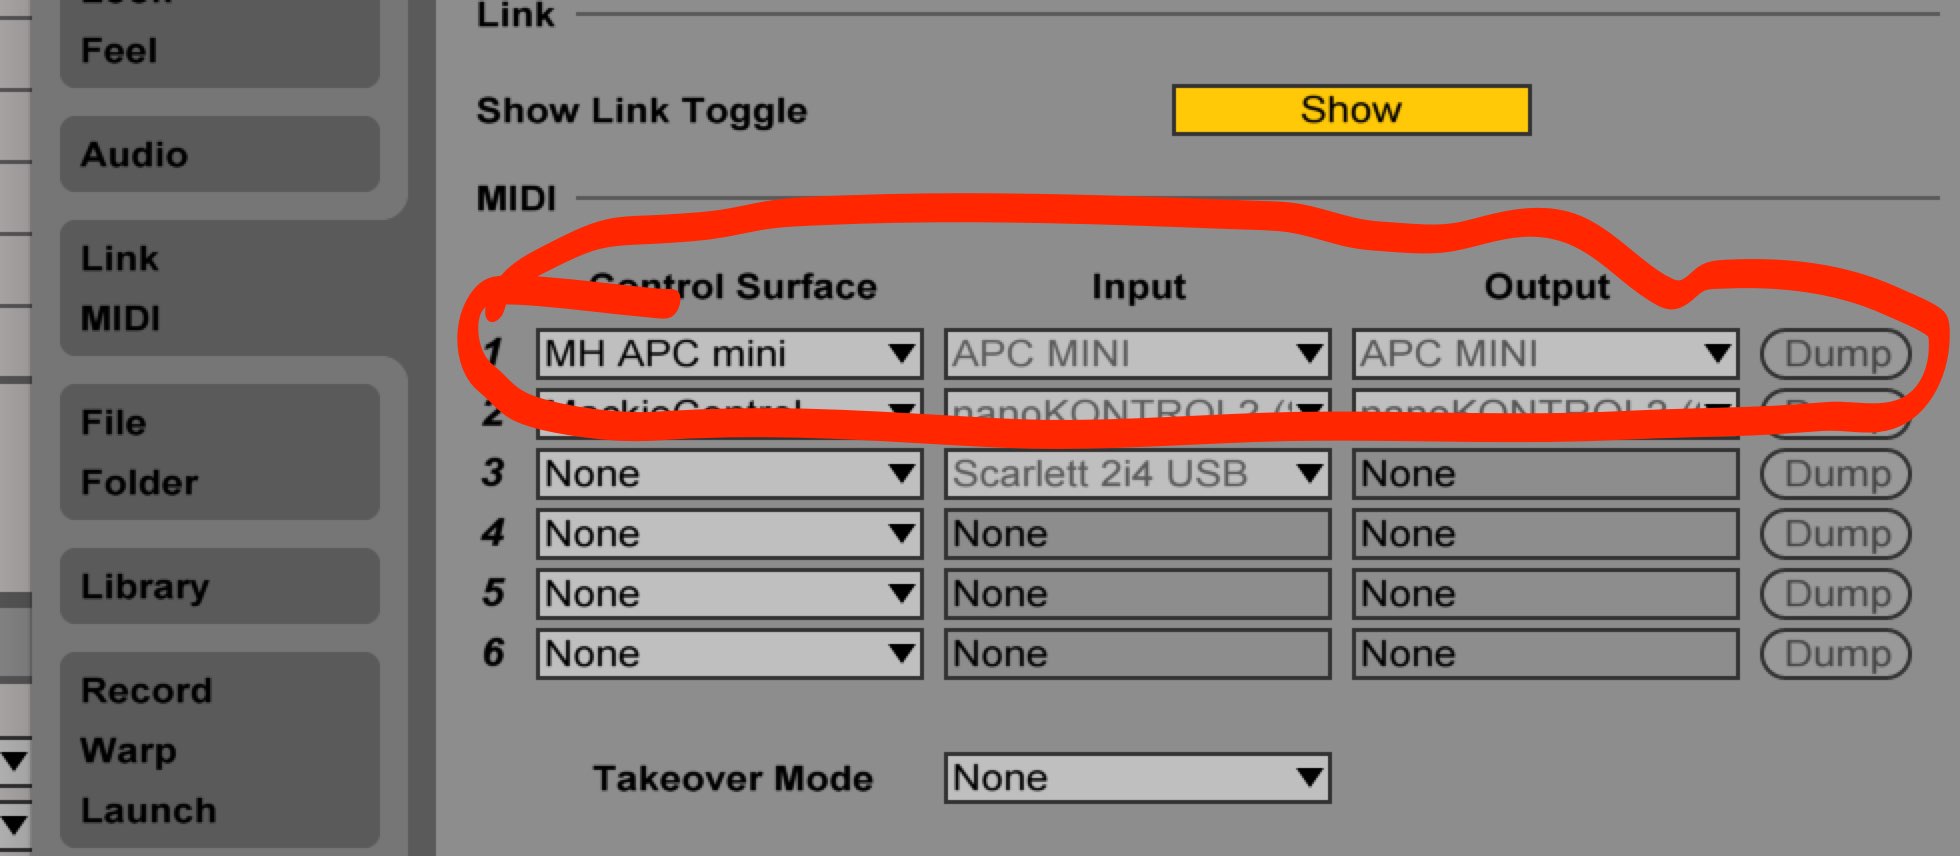 Link
Feel
Show Link Toggle Show
Audio
MIDI
Link
MIDI
Control Surface Input Output
1 MH APC mini APC MINI APC MINI Dump
2 MackieControl nanoKONTROL2 nanoKONTROL2
3 None Scarlett 2i4 USB None Dump
File
Folder
4 None None None Dump
5 None None None Dump
Library
6 None None None Dump
Record
Warp
Launch
Takeover Mode None